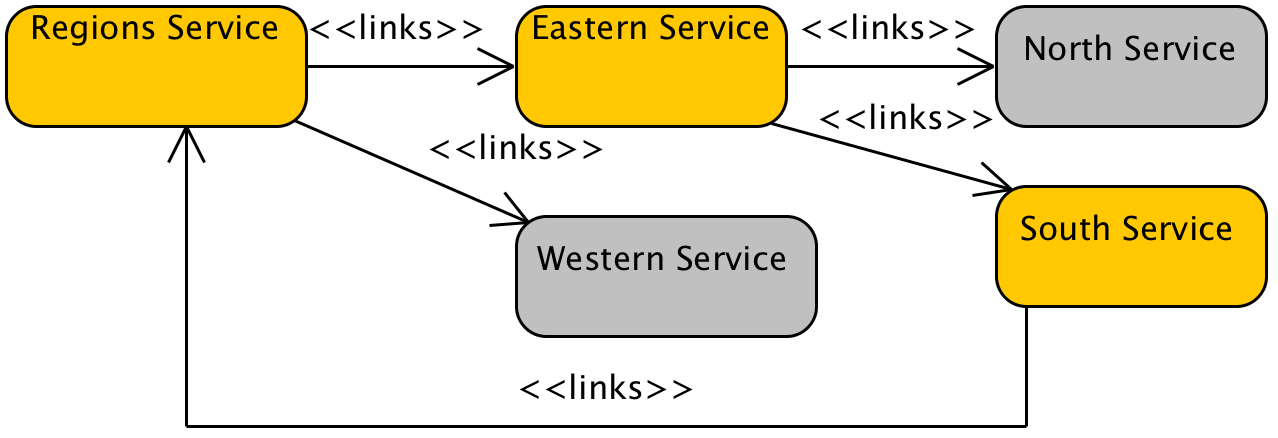 Regions Service
<<links>>
Eastern Service
<<links>>
North Service
<<links>>
<<links>>
South Service
Western Service
<<links>>